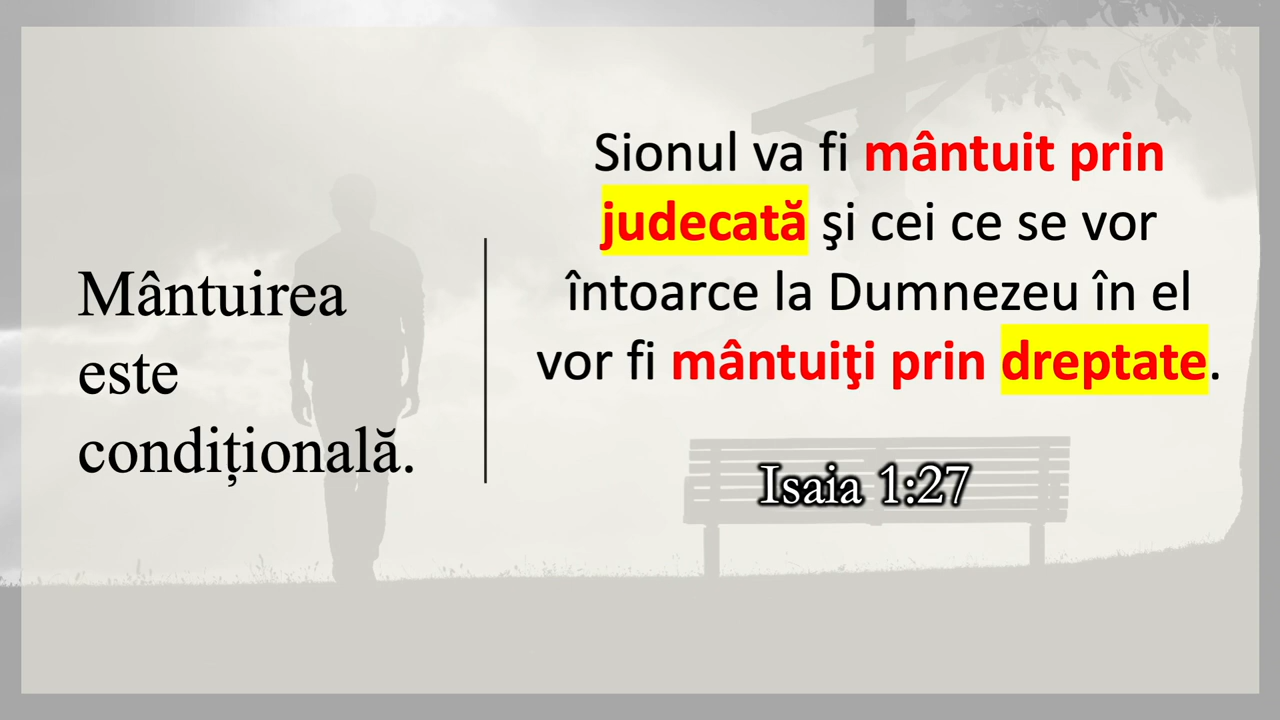 Mântuirea
este
condiționată.
Sionul va fi mântuit prin
judecată şi cei ce se vor
întoarce la Dumnezeu în el
vor fi mântuiţi prin dreptate.
Isaia 1:27